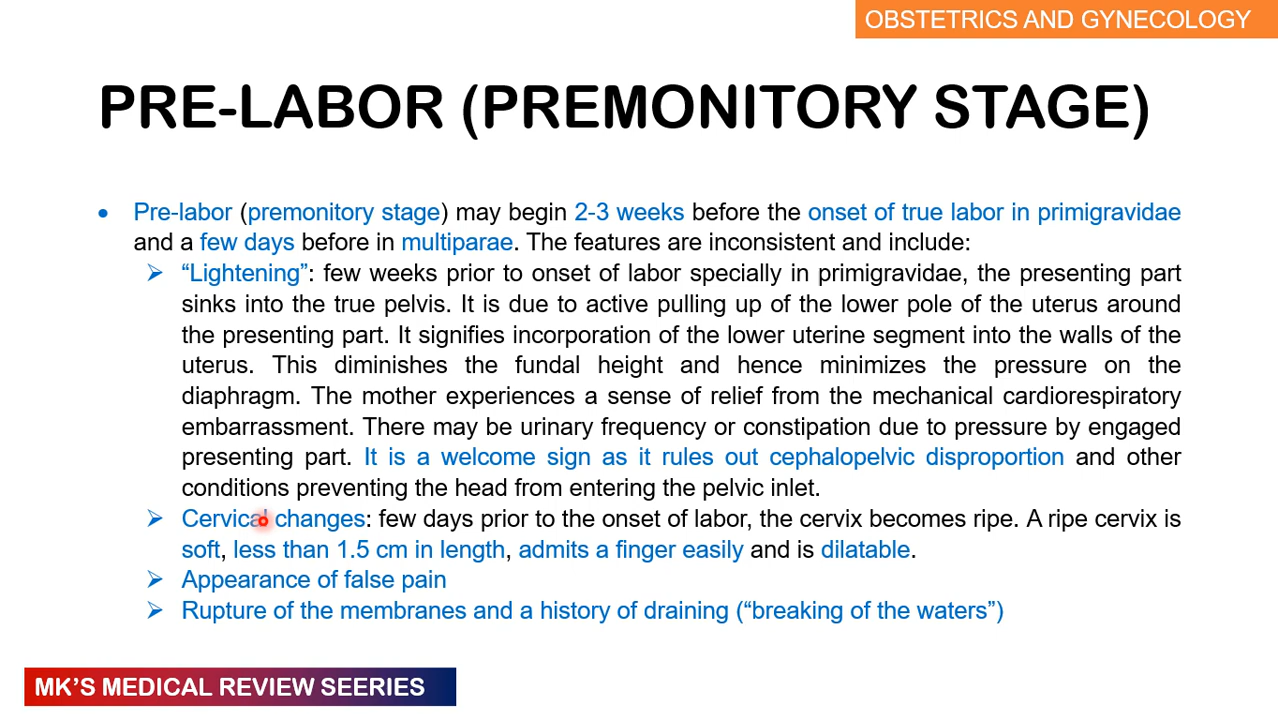 OBSTETRICS AND GYNECOLOGY
PRE-LABOR (PREMONITORY STAGE)
• Pre-labor (premonitory stage) may begin 2-3 weeks before the onset of true labor in primigravidae
and a few days before in multiparae. The features are inconsistent and include:
➢ “Lightening”: few weeks prior to onset of labor specially in primigravidae, the presenting part
sinks into the true pelvis. It is due to active pulling up of the lower pole of the uterus around
the presenting part. It signifies incorporation of the lower uterine segment into the walls of the
uterus. This diminishes the fundal height and hence minimizes the pressure on the
diaphragm. The mother experiences a sense of relief from the mechanical cardiorespiratory
embarrassment. There may be urinary frequency or constipation due to pressure by engaged
presenting part. It is a welcome sign as it rules out cephalopelvic disproportion and other
conditions preventing the head from entering the pelvic inlet.
➢ Cervical changes: few days prior to the onset of labor, the cervix becomes ripe. A ripe cervix is
soft, less than 1.5 cm in length, admits a finger easily and is dilatable.
➢ Appearance of false pain
➢ Rupture of the membranes and a history of draining (“breaking of the waters”)
MK’S MEDICAL REVIEW SEERIES